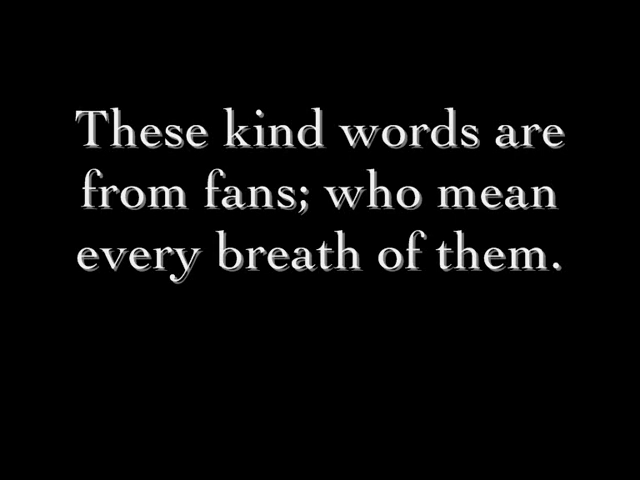 These kind words are
from fans; who mean
every breath of them.